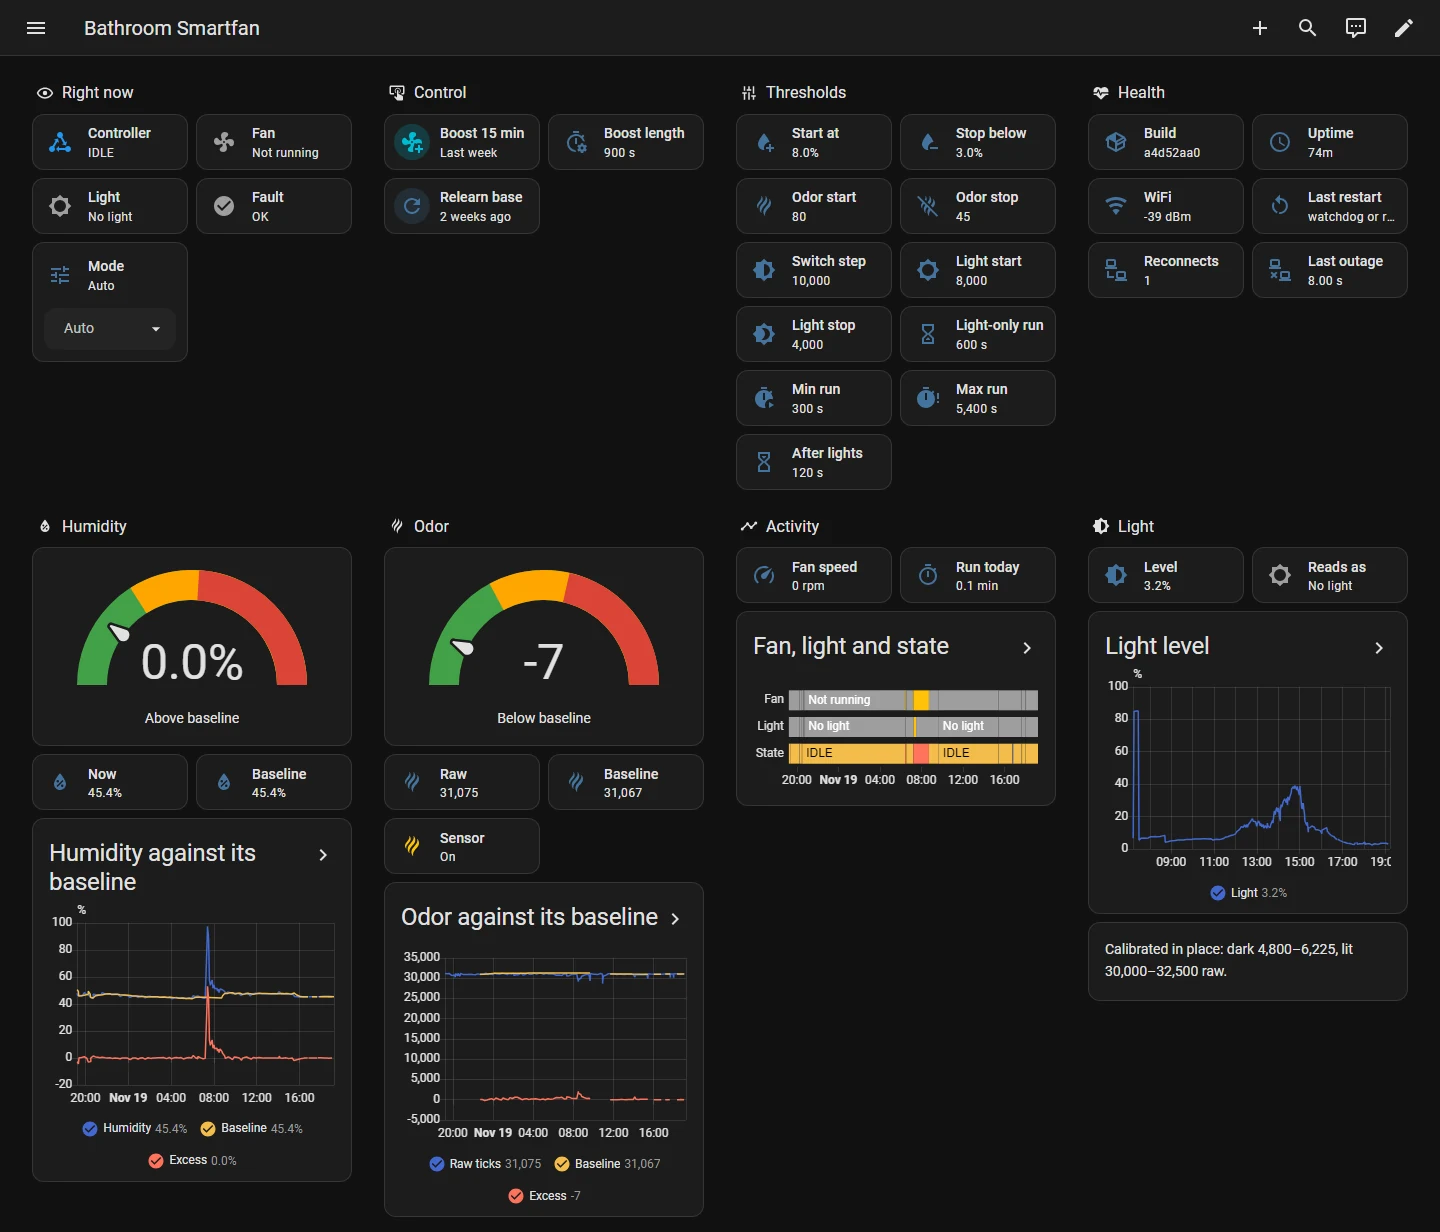 Bathroom Smartfan
Right now
Controller
IDLE
Fan
Not running
Light
No light
Fault
OK
Mode
Auto
Auto
Control
Boost 15 min
Last week
Boost length
900 s
Relearn base
2 weeks ago
Thresholds
Start at
8.0%
Stop below
3.0%
Odor start
80
Odor stop
45
Switch step
10,000
Light start
8,000
Light stop
4,000
Light-only run
600 s
Min run
300 s
Max run
5,400 s
After lights
120 s
Health
Build
a4d52aa0
Uptime
74m
WiFi
-39 dBm
Last restart
watchdog or r...
Reconnects
1
Last outage
8.00 s
Humidity
0.0%
Above baseline
Now
45.4%
Baseline
45.4%
Humidity against its
baseline
%
100
80
60
40
20
0
-20
20:00 Nov 19 04:00 08:00 12:00 16:00
Humidity 45.4% Baseline 45.4%
Excess 0.0%
Odor
-7
Below baseline
Raw
31,075
Baseline
31,067
Sensor
On
Odor against its baseline
35,000
30,000
25,000
20,000
15,000
10,000
5,000
0
-5,000
20:00 Nov 19 04:00 08:00 12:00 16:00
Raw ticks 31,075 Baseline 31,067
Excess -7
Activity
Fan speed
0 rpm
Run today
0.1 min
Fan, light and state
Fan Not running
Light No light No light
State IDLE IDLE
20:00 Nov 19 04:00 08:00 12:00 16:00
Light
Level
3.2%
Reads as
No light
Light level
%
100
80
60
40
20
0
09:00 11:00 13:00 15:00 17:00 19:0
Light 3.2%
Calibrated in place: dark 4,800–6,225, lit
30,000–32,500 raw.